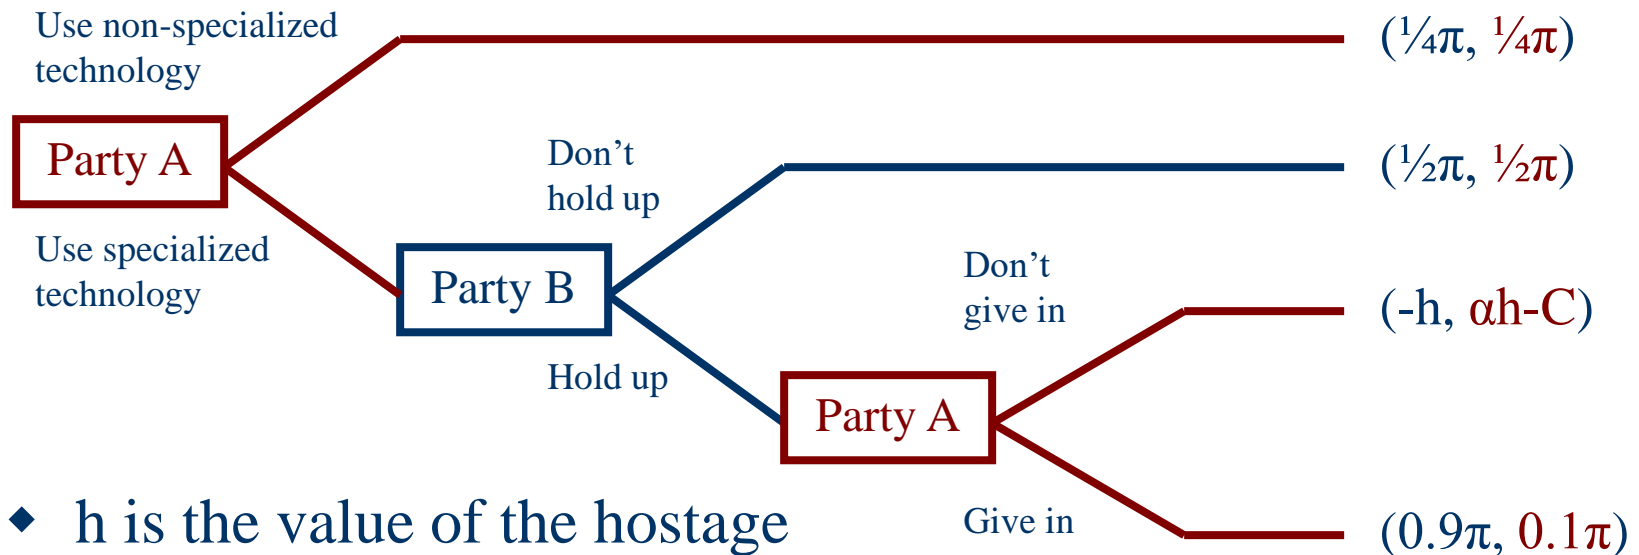 Use non-specialized
technology
(¼π, ¼π)
Party A
Don’t
hold up
(½π, ½π)
Use specialized
technology
Party B
Don’t
give in
(-h, αh-C)
Hold up
Party A
◆ h is the value of the hostage
Give in
(0.9π, 0.1π)